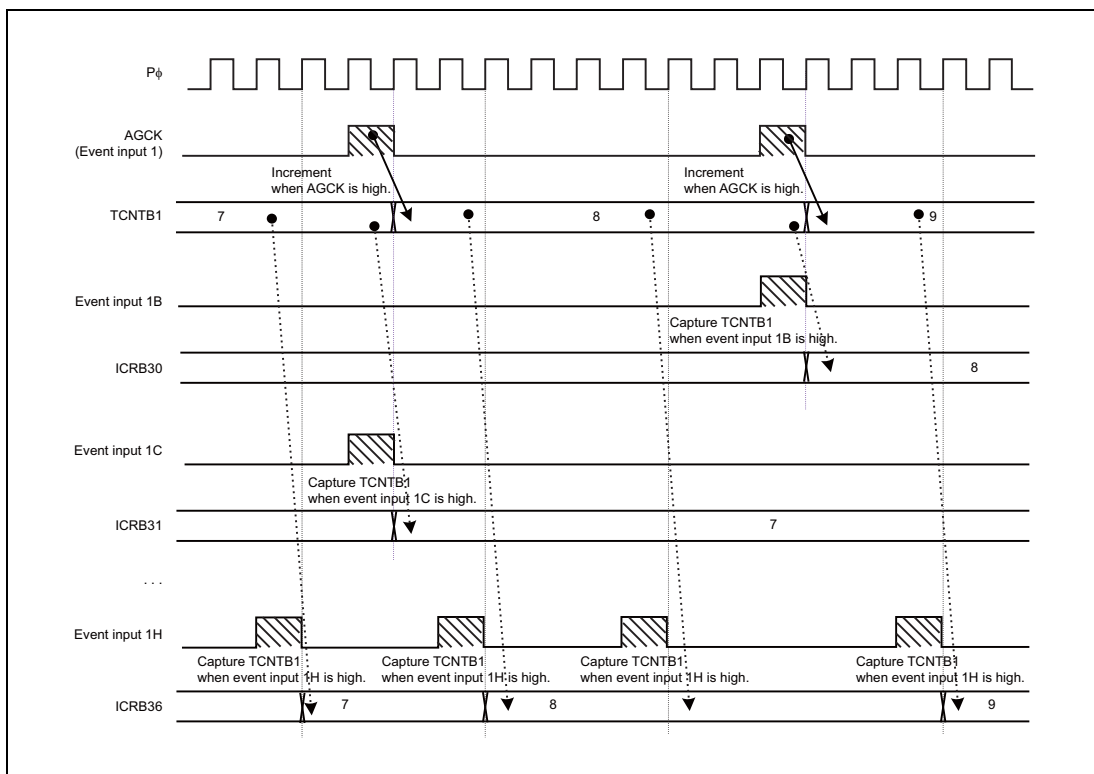 Pϕ
AGCK
(Event input 1)
Increment
when AGCK is high.
Increment
when AGCK is high.
TCNTB1
7
8
9
Event input 1B
Capture TCNTB1
when event input 1B is high.
ICRB30
8
Event input 1C
Capture TCNTB1
when event input 1C is high.
ICRB31
7
. . .
Event input 1H
Capture TCNTB1
when event input 1H is high.
Capture TCNTB1
when event input 1H is high.
Capture TCNTB1
when event input 1H is high.
Capture TCNTB1
when event input 1H is high.
ICRB36
7
8
9